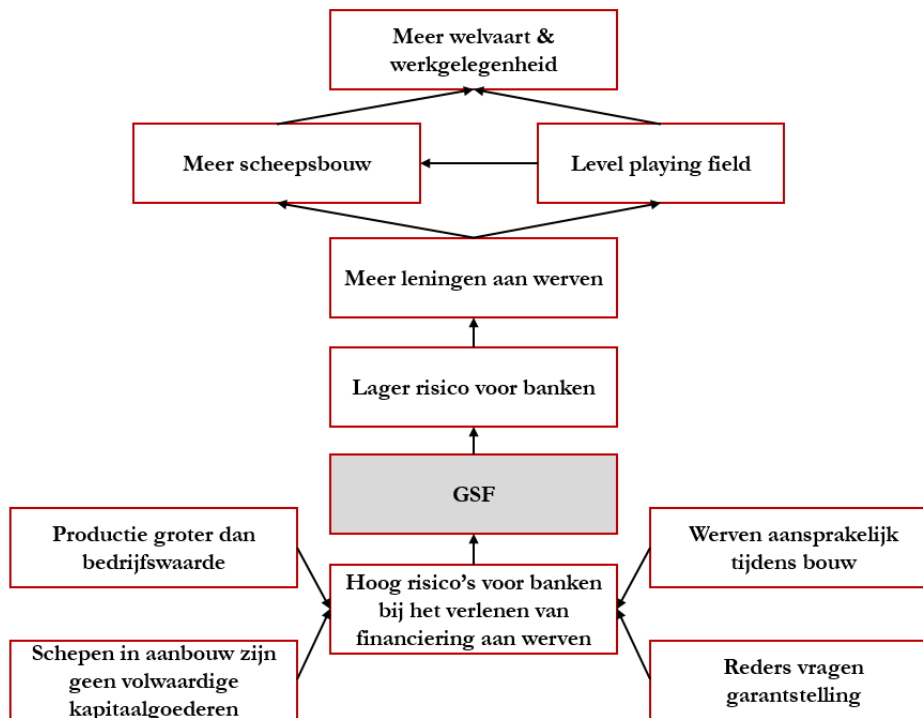 Meer welvaart &
werkgelegenheid
Meer scheepsbouw
Level playing field
Meer leningen aan werven
Lager risico voor banken
GSF
Productie groter dan
bedrijfswaarde
Werven aansprakelijk
tijdens bouw
Hoog risico's voor banken
bij het verlenen van
financiering aan werven
Schepen in aanbouw zijn
geen volwaardige
kapitaalgoederen
Reders vragen
garantstelling